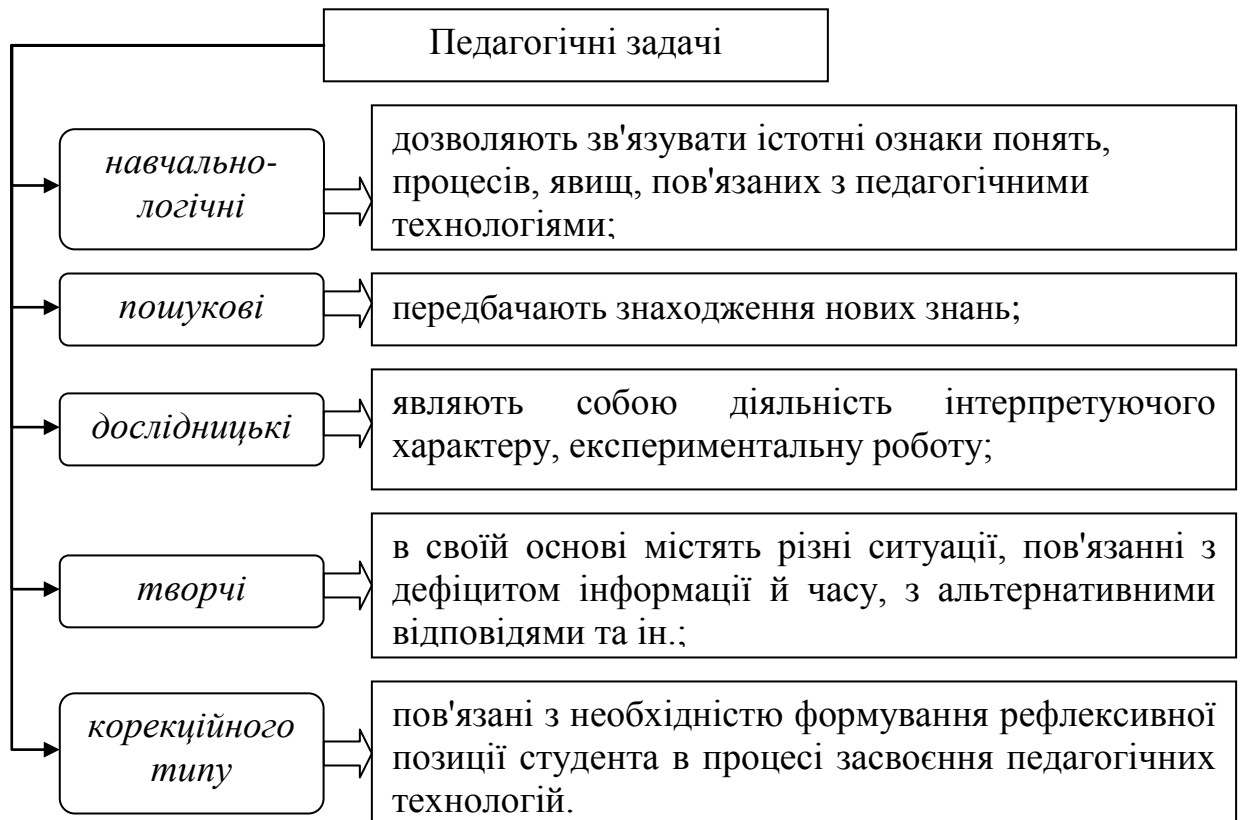 Педагогічні задачі
навчально-
логічні
дозволяють зв'язувати істотні ознаки понять,
процесів, явищ, пов'язаних з педагогічними
технологіями;
пошукові
передбачають знаходження нових знань;
дослідницькі
являють собою діяльність інтерпретуючого
характеру, експериментальну роботу;
творчі
в своїй основі містять різні ситуації, пов'язанні з
дефіцитом інформації й часу, з альтернативними
відповідями та ін.;
корекційного
типу
пов'язані з необхідністю формування рефлексивної
позиції студента в процесі засвоєння педагогічних
технологій.